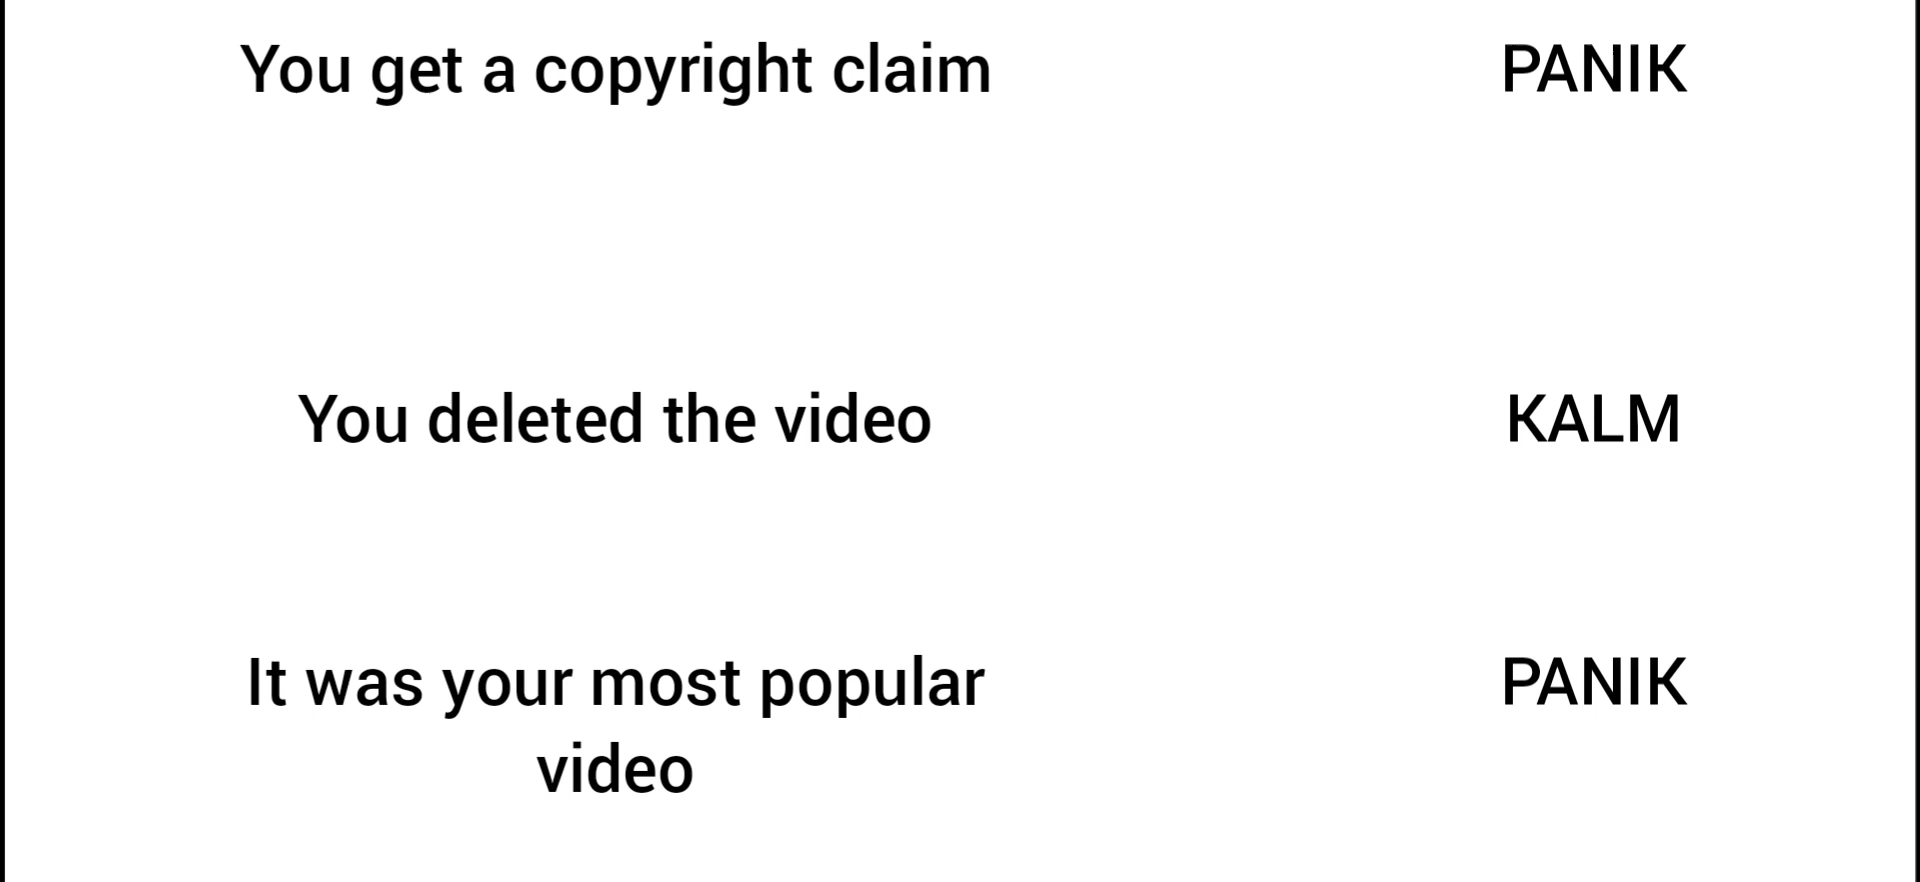 You get a copyright claim
PANIK
You deleted the video
KALM
It was your most popular
video
PANIK